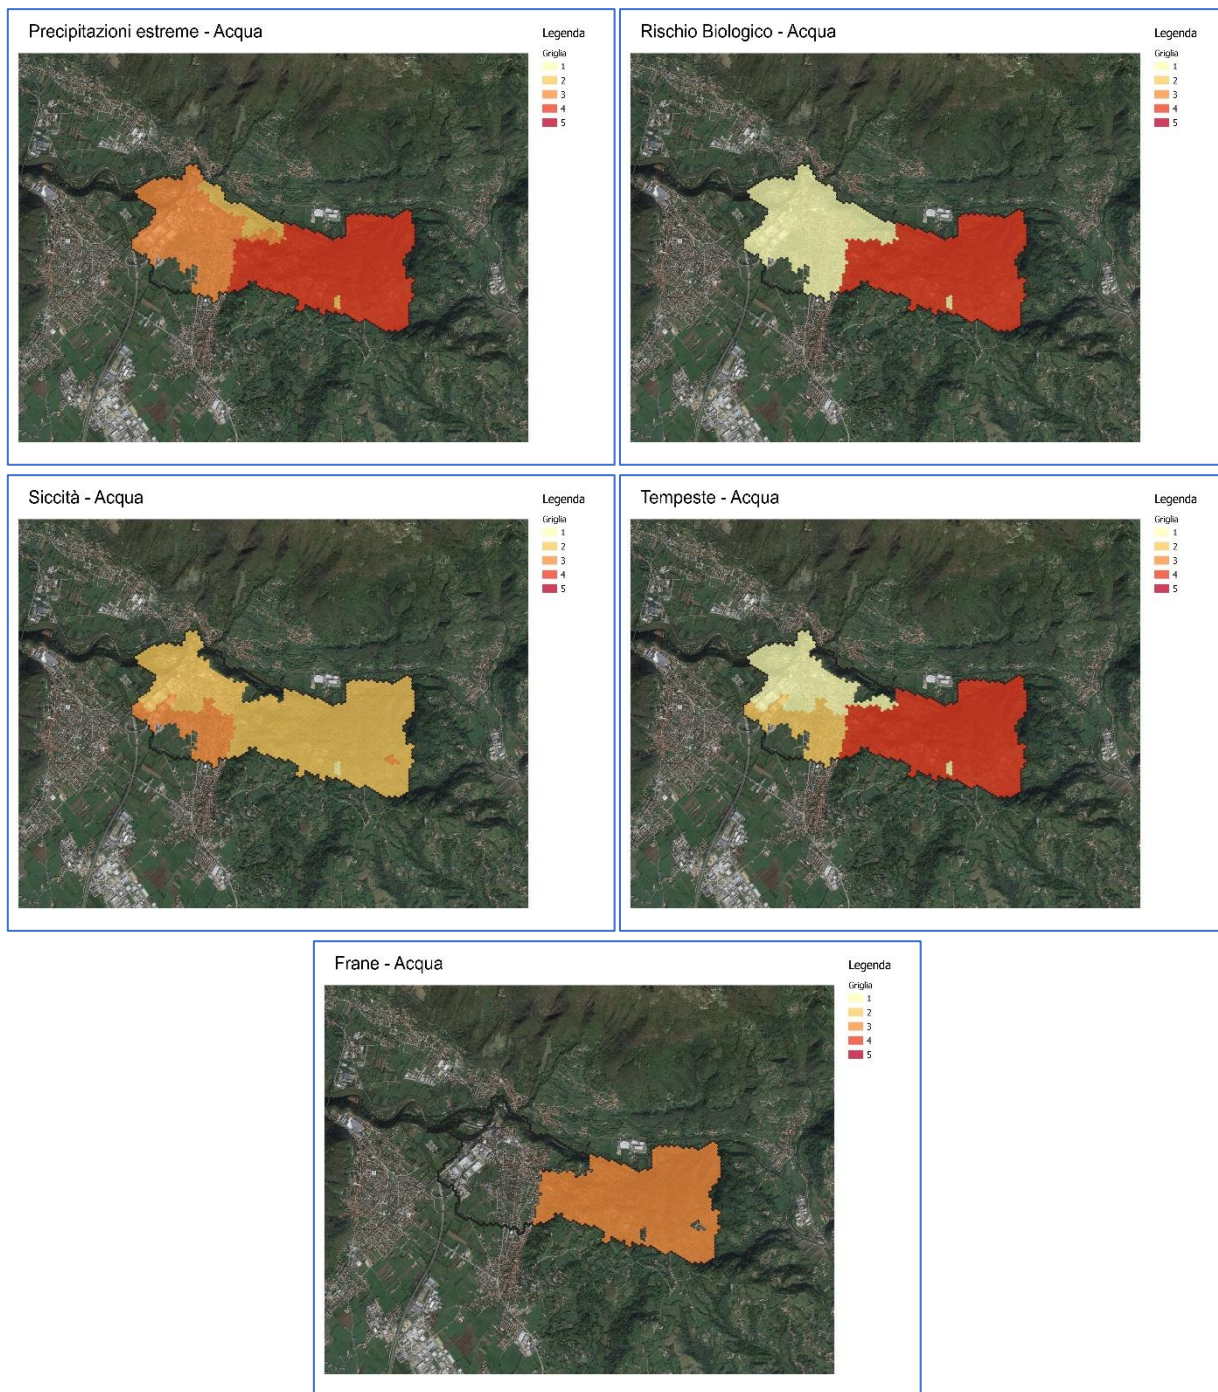 Precipitazioni estreme - Acqua
Legenda
Griglia
1
2
3
4
5
Rischio Biologico - Acqua
Legenda
Griglia
1
2
3
4
5
Siccità - Acqua
Legenda
Griglia
1
2
3
4
5
Tempeste - Acqua
Legenda
Griglia
1
2
3
4
5
Frane - Acqua
Legenda
Griglia
1
2
3
4
5